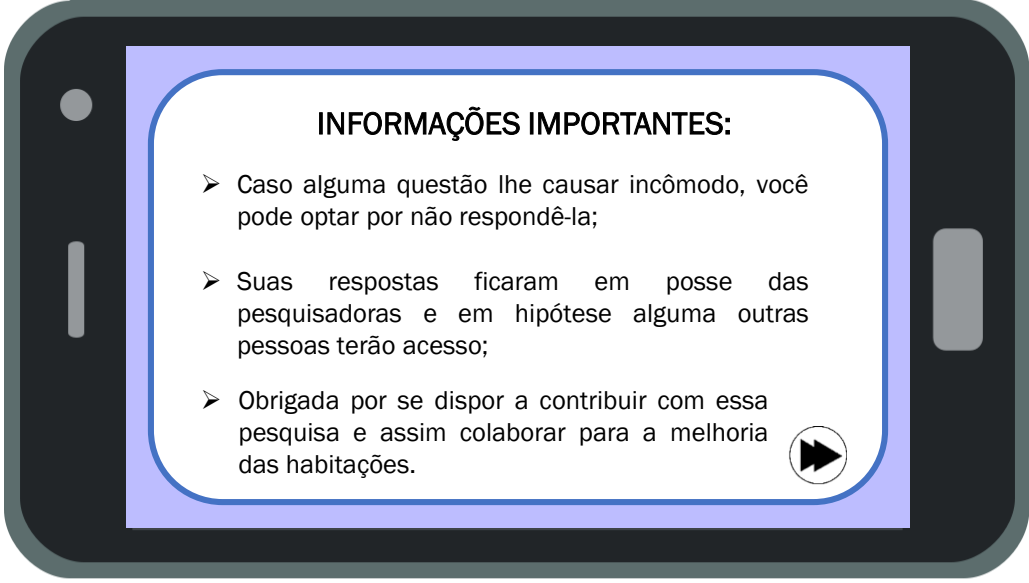 INFORMAÇÕES IMPORTANTES:
➢ Caso alguma questão lhe causar incômodo, você
pode optar por não respondê-la;
➢ Suas respostas ficaram em posse das
pesquisadoras e em hipótese alguma outras
pessoas terão acesso;
➢ Obrigada por se dispor a contribuir com essa
pesquisa e assim colaborar para a melhoria
das habitações.